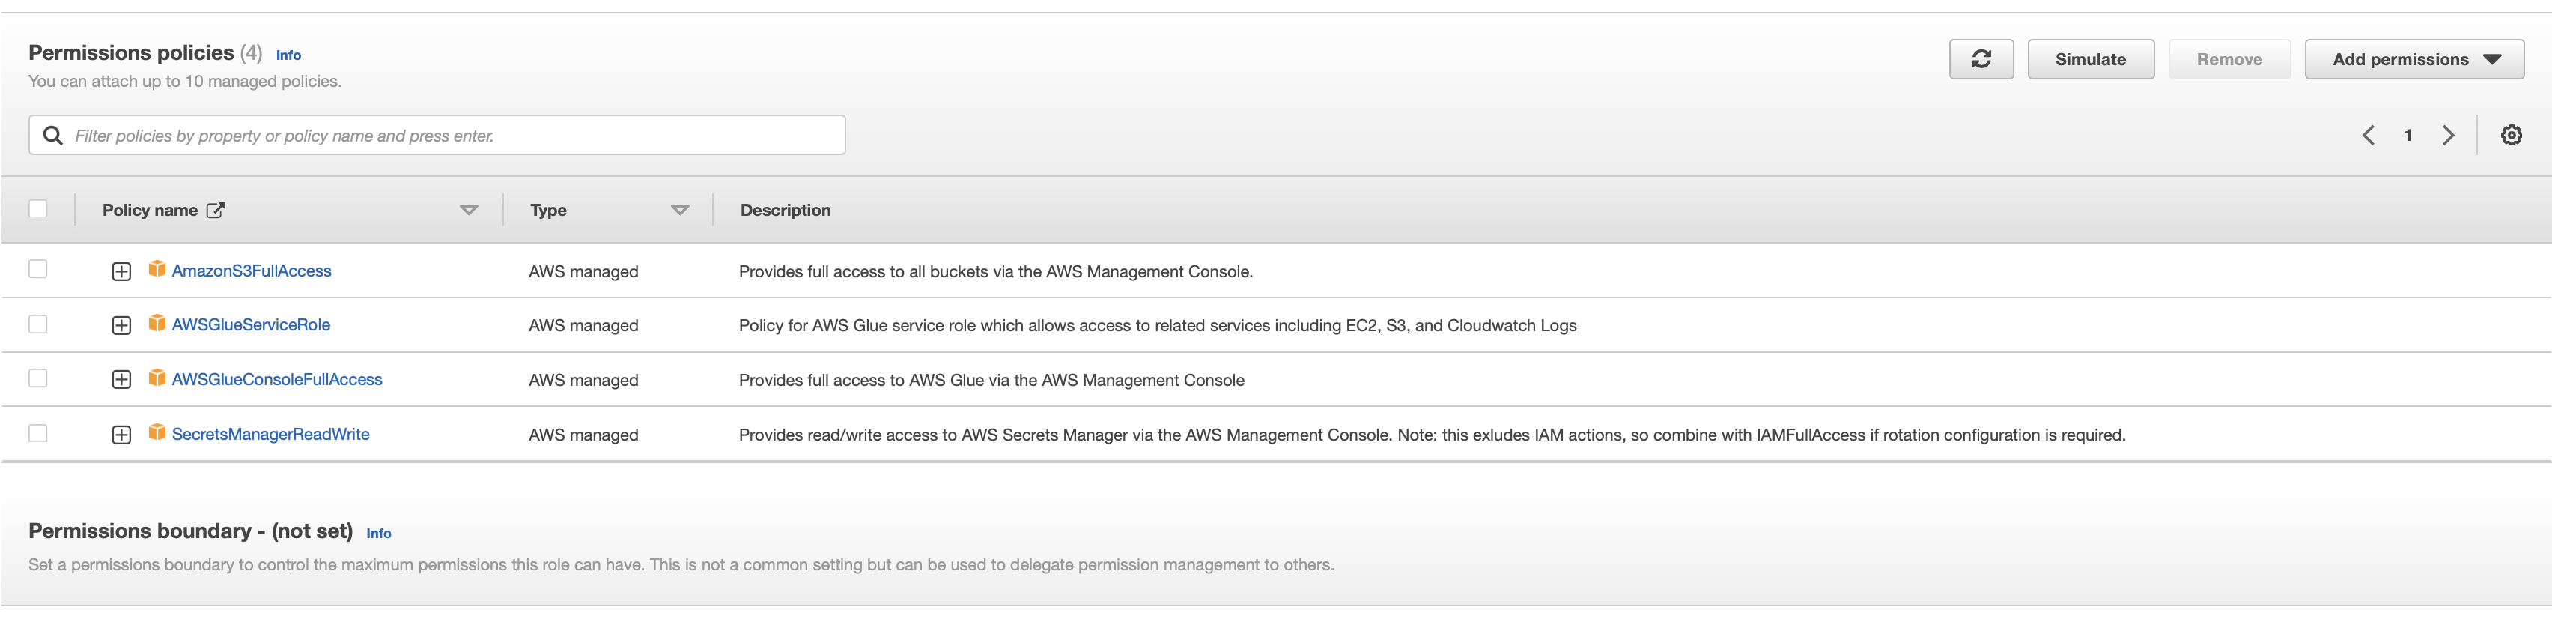 Permissions policies (4) Info
You can attach up to 10 managed policies.
Simulate Remove Add permissions
Filter policies by property or policy name and press enter.
1
Policy name Type Description
AmazonS3FullAccess AWS managed Provides full access to all buckets via the AWS Management Console.
AWSGlueServiceRole AWS managed Policy for AWS Glue service role which allows access to related services including EC2, S3, and Cloudwatch Logs
AWSGlueConsoleFullAccess AWS managed Provides full access to AWS Glue via the AWS Management Console
SecretsManagerReadWrite AWS managed Provides read/write access to AWS Secrets Manager via the AWS Management Console. Note: this exludes IAM actions, so combine with IAMFullAccess if rotation configuration is required.
Permissions boundary - (not set) Info
Set a permissions boundary to control the maximum permissions this role can have. This is not a common setting but can be used to delegate permission management to others.